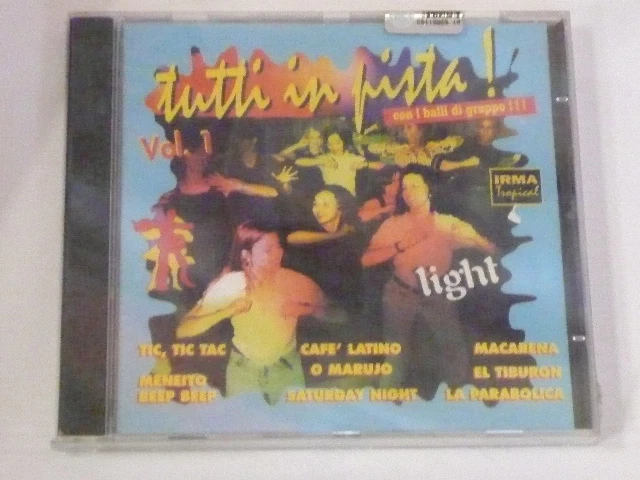 tutti in pista!
con i balli di gruppo!!!
Vol. 1
IRMA
Tropical
light
TIC, TIC TAC
CAFE' LATINO
MACARENA
O MARUJO
EL TIBURON
MENEITO
BEEP BEEP
SATURDAY NIGHT
LA PARABOLICA